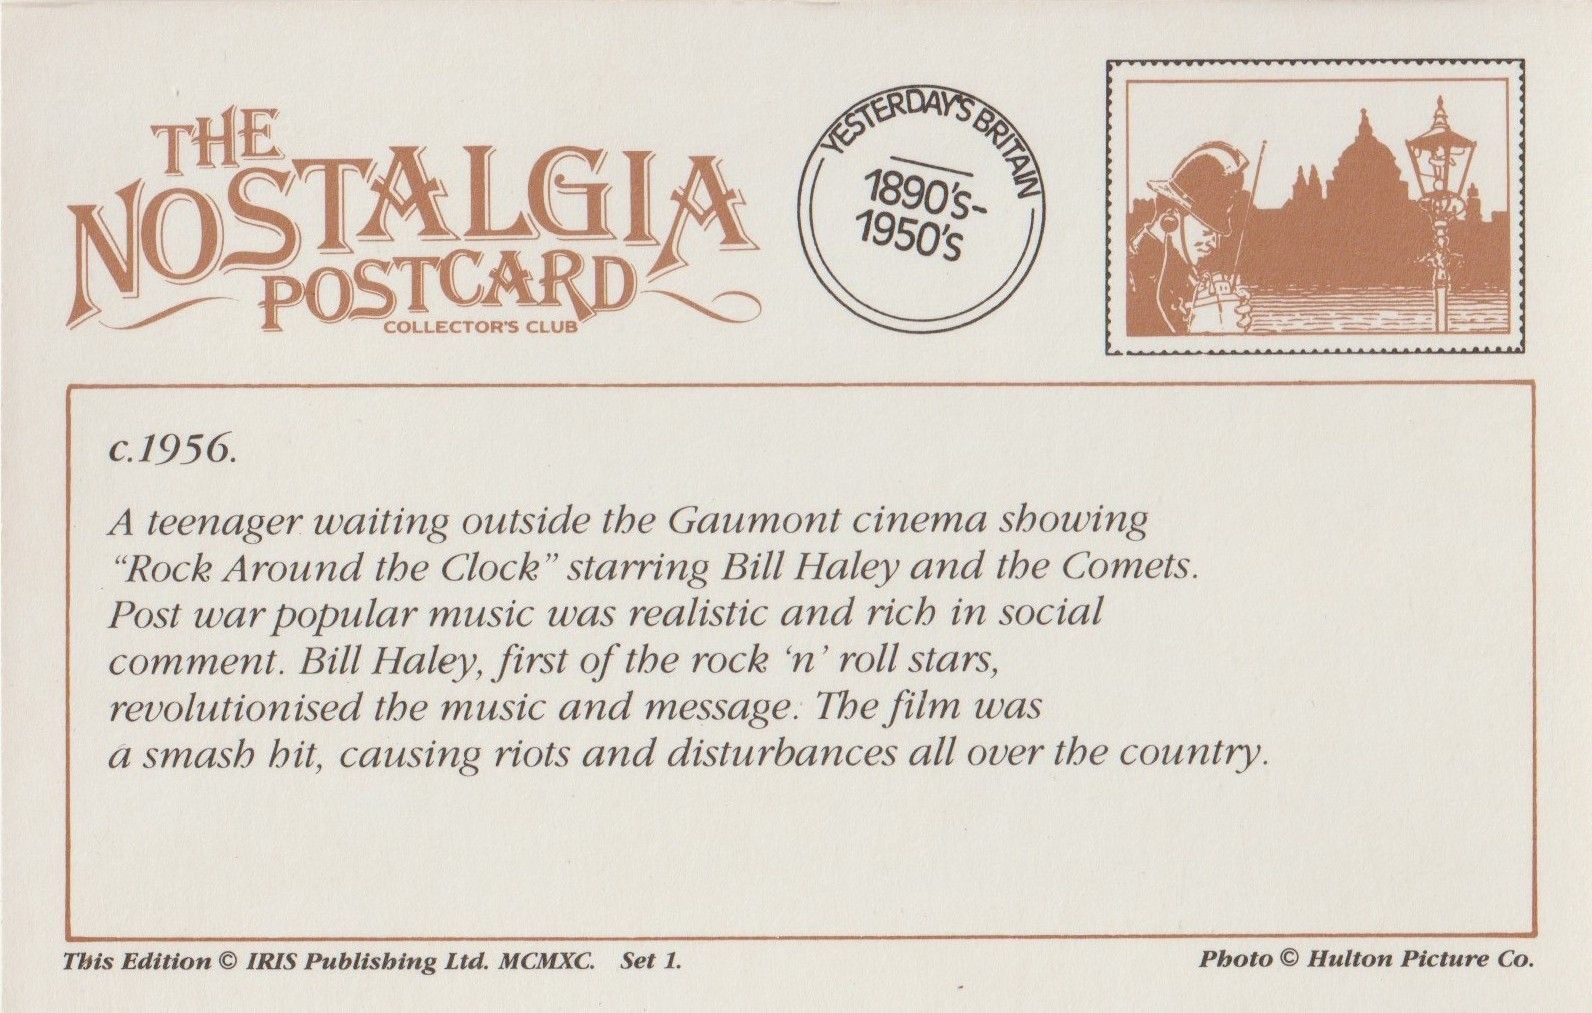 THE
NOSTALGIA
POSTCARD
COLLECTOR'S CLUB
YESTERDAY'S BRITAIN
1890's-
1950's
c.1956.
A teenager waiting outside the Gaumont cinema showing
“Rock Around the Clock” starring Bill Haley and the Comets.
Post war popular music was realistic and rich in social
comment. Bill Haley, first of the rock ‘n’ roll stars,
revolutionised the music and message. The film was
a smash hit, causing riots and disturbances all over the country.
This Edition © IRIS Publishing Ltd. MCMXC. Set 1.
Photo © Hulton Picture Co.